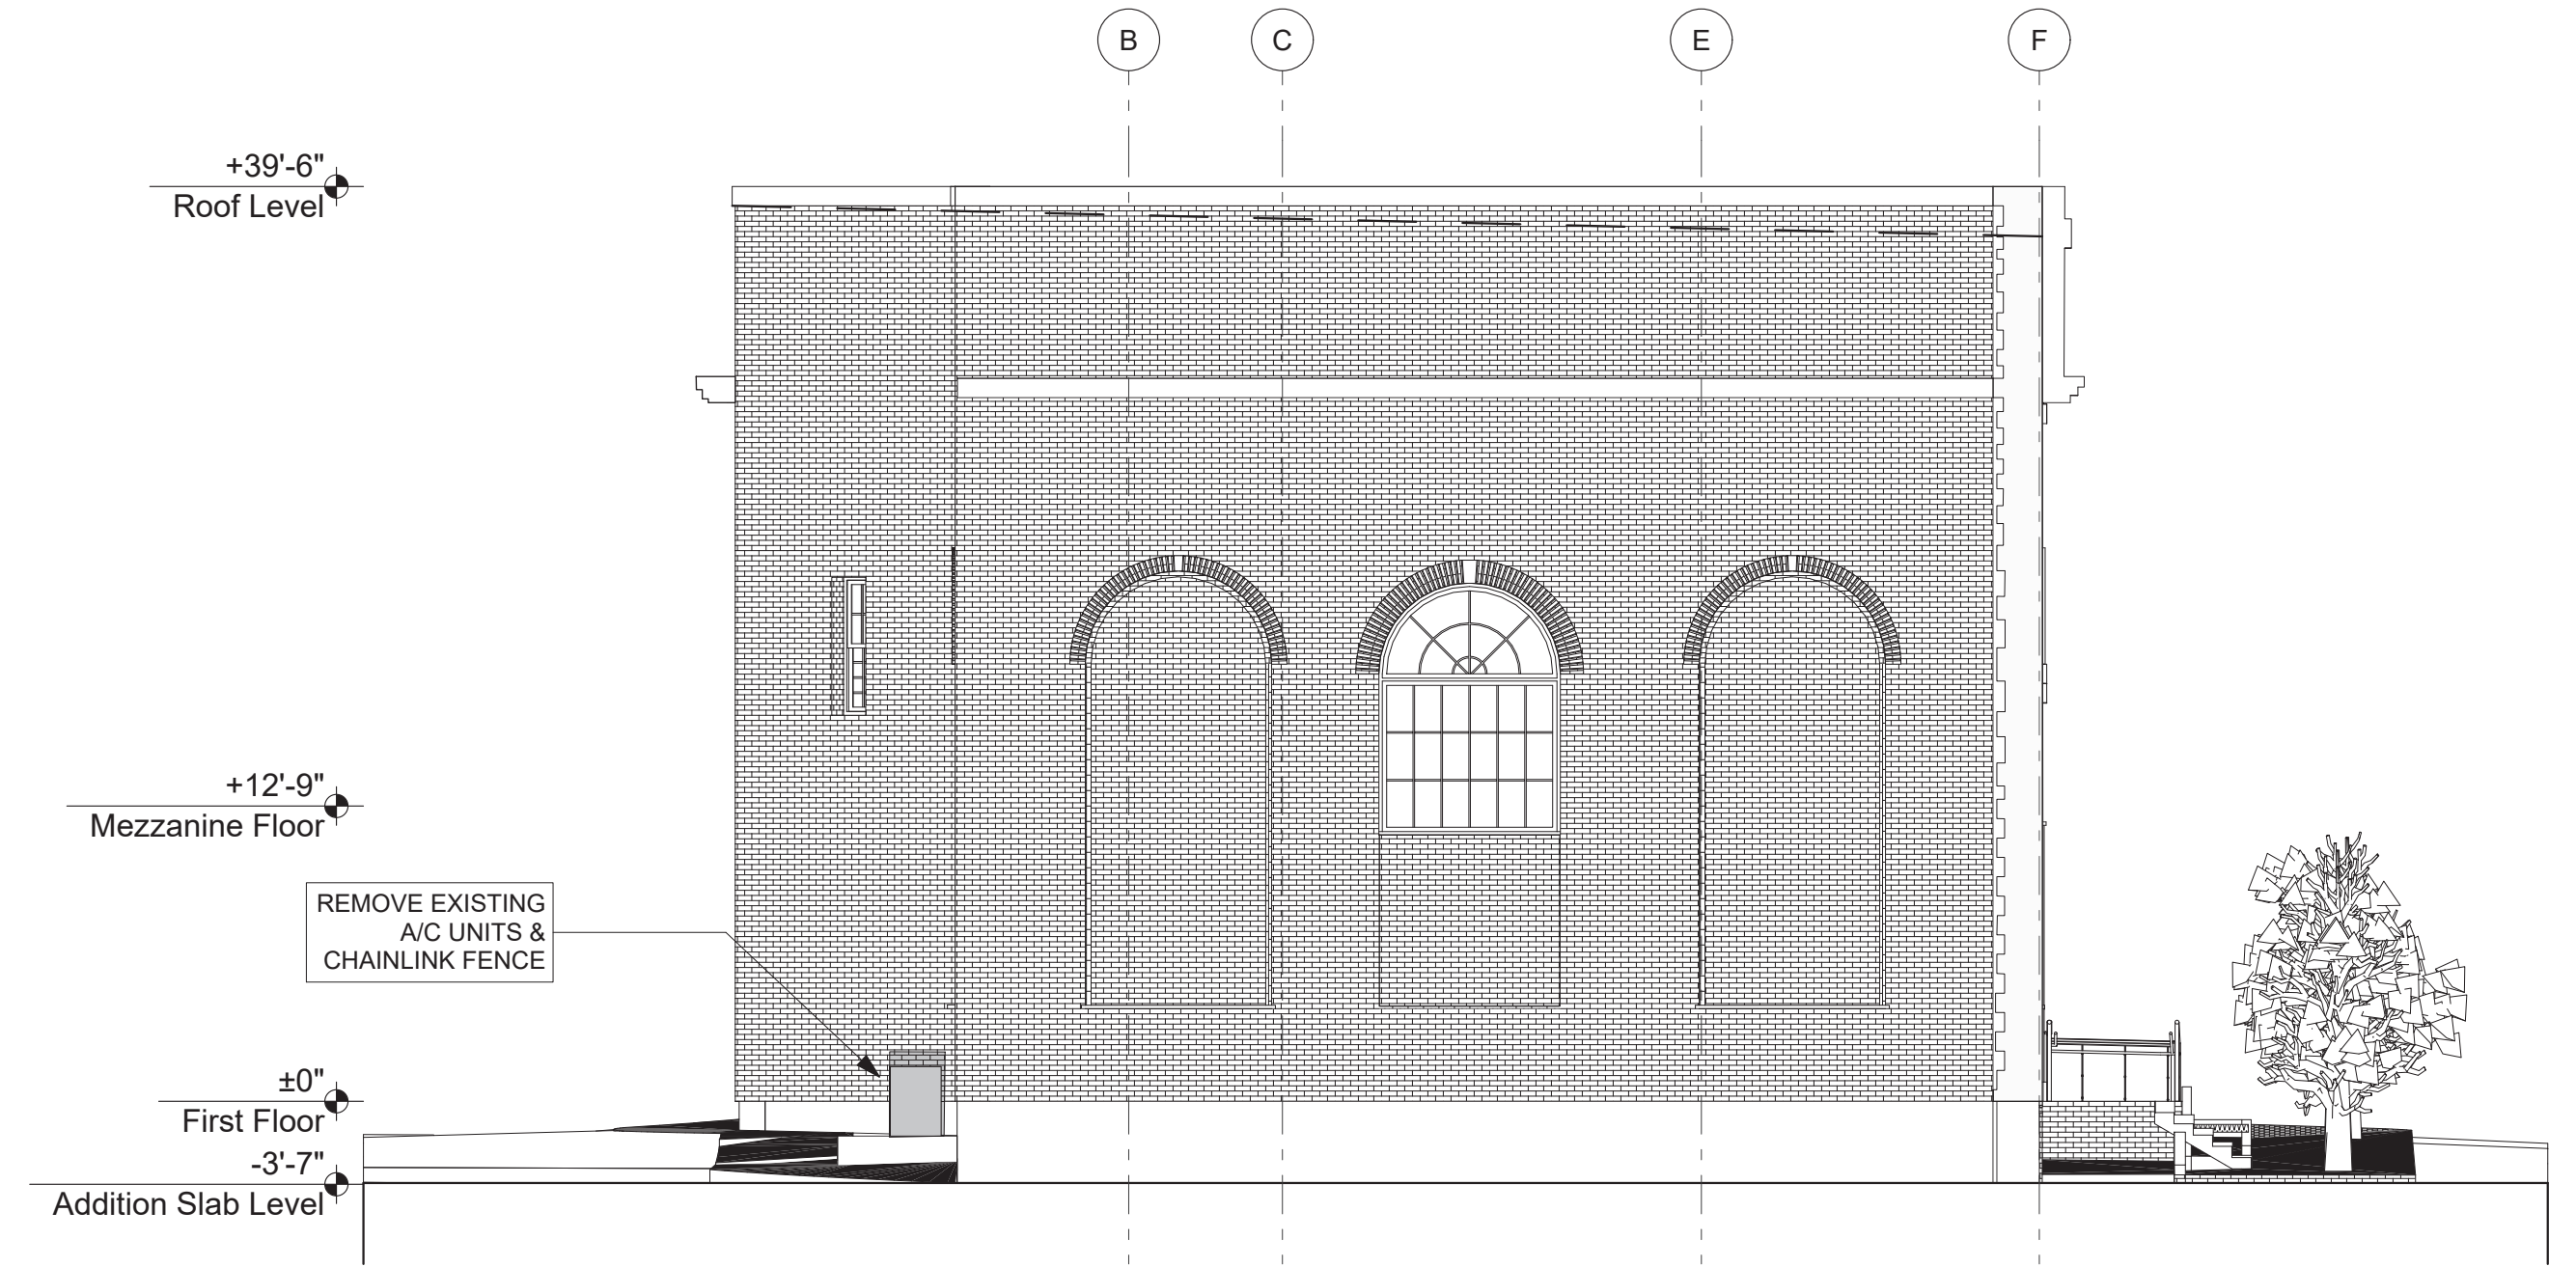 B
C
E
F
+39'-6"
Roof Level
+12'-9"
Mezzanine Floor
REMOVE EXISTING
A/C UNITS &
CHAINLINK FENCE
±0"
First Floor
-3'-7"
Addition Slab Level